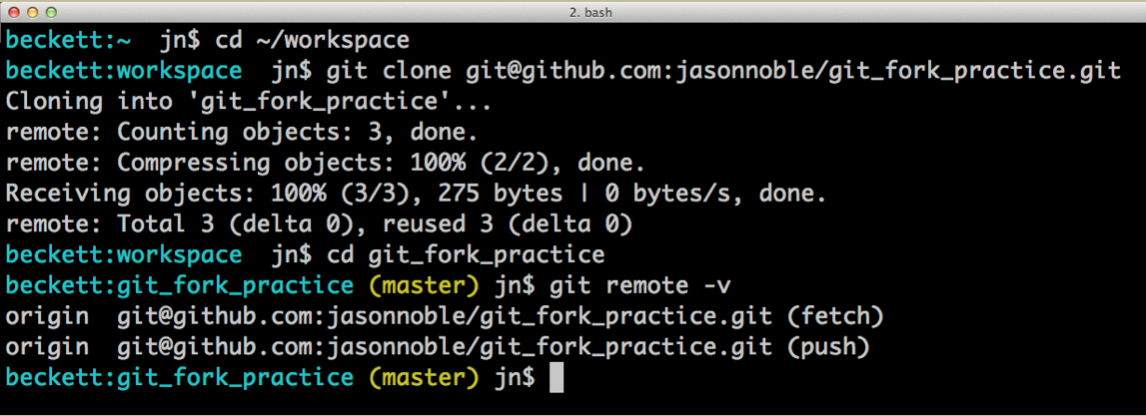 2. bash
beckett:~  jn$ cd ~/workspace
beckett:workspace  jn$ git clone git@github.com:jasonnoble/git_fork_practice.git
Cloning into 'git_fork_practice'...
remote: Counting objects: 3, done.
remote: Compressing objects: 100% (2/2), done.
Receiving objects: 100% (3/3), 275 bytes | 0 bytes/s, done.
remote: Total 3 (delta 0), reused 3 (delta 0)
beckett:workspace  jn$ cd git_fork_practice
beckett:git_fork_practice (master) jn$ git remote -v
origin  git@github.com:jasonnoble/git_fork_practice.git (fetch)
origin  git@github.com:jasonnoble/git_fork_practice.git (push)
beckett:git_fork_practice (master) jn$